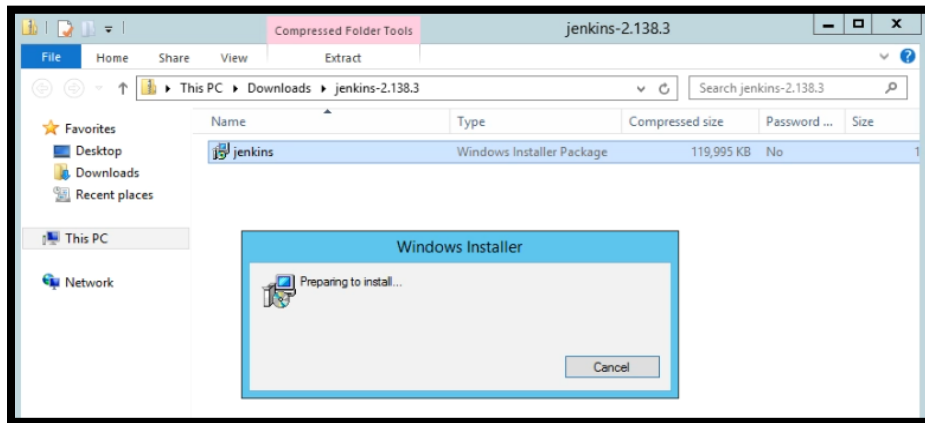 Compressed Folder Tools
jenkins-2.138.3
File Home Share View Extract
This PC Downloads jenkins-2.138.3
Search jenkins-2.138.3
Name Type Compressed size Password ... Size
Favorites
Desktop
Downloads
Recent places
This PC
Network
jenkins Windows Installer Package 119,995 KB No 1
Windows Installer
Preparing to install...
Cancel